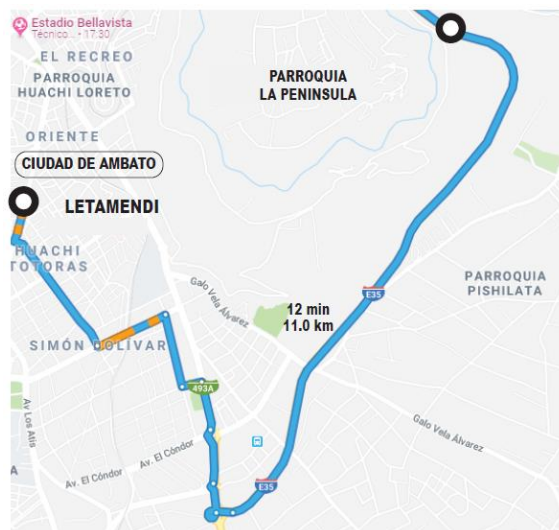 Estadio Bellavista
Técnico... • 17:30
EL RECREO
PARROQUIA
HUACHI LORETO
PARROQUIA
LA PENINSULA
ORIENTE
CIUDAD DE AMBATO
LETAMENDI
HUACHI
TOTORAS
PARROQUIA
PISHILATA
Galo Vela Álvarez
E35
12 min
11.0 km
SIMÓN BOLÍVAR
493A
Av Los Atis
Galo Vela Álvarez
Av. El Cóndor
Av. El Cóndor
A
E35